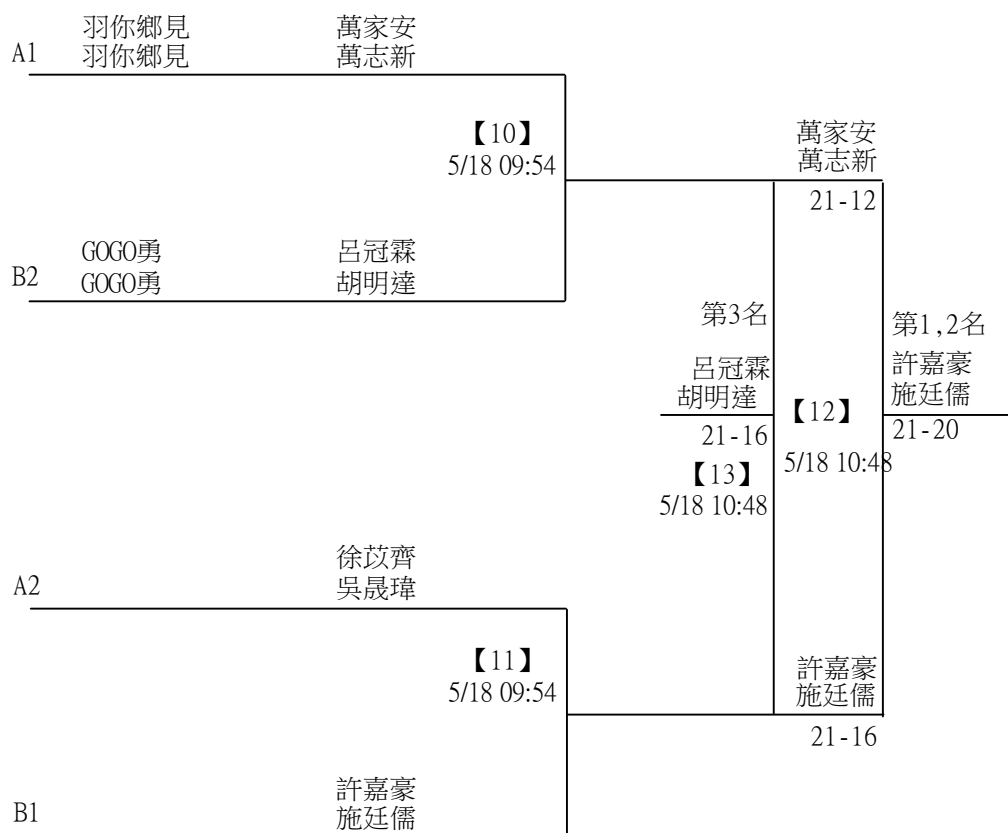 羽你鄉見 萬家安
A1 羽你鄉見 萬志新
【10】
5/18 09:54
萬家安
萬志新
21-12
GOGO勇 呂冠霖
B2 GOGO勇 胡明達
第3名
第1,2名
呂冠霖
胡明達
21-16
【13】
5/18 10:48
【12】
5/18 10:48
許嘉豪
施廷儒
21-20
徐苡齊
A2 吳晟瑋
【11】
5/18 09:54
許嘉豪
施廷儒
21-16
許嘉豪
B1 施廷儒